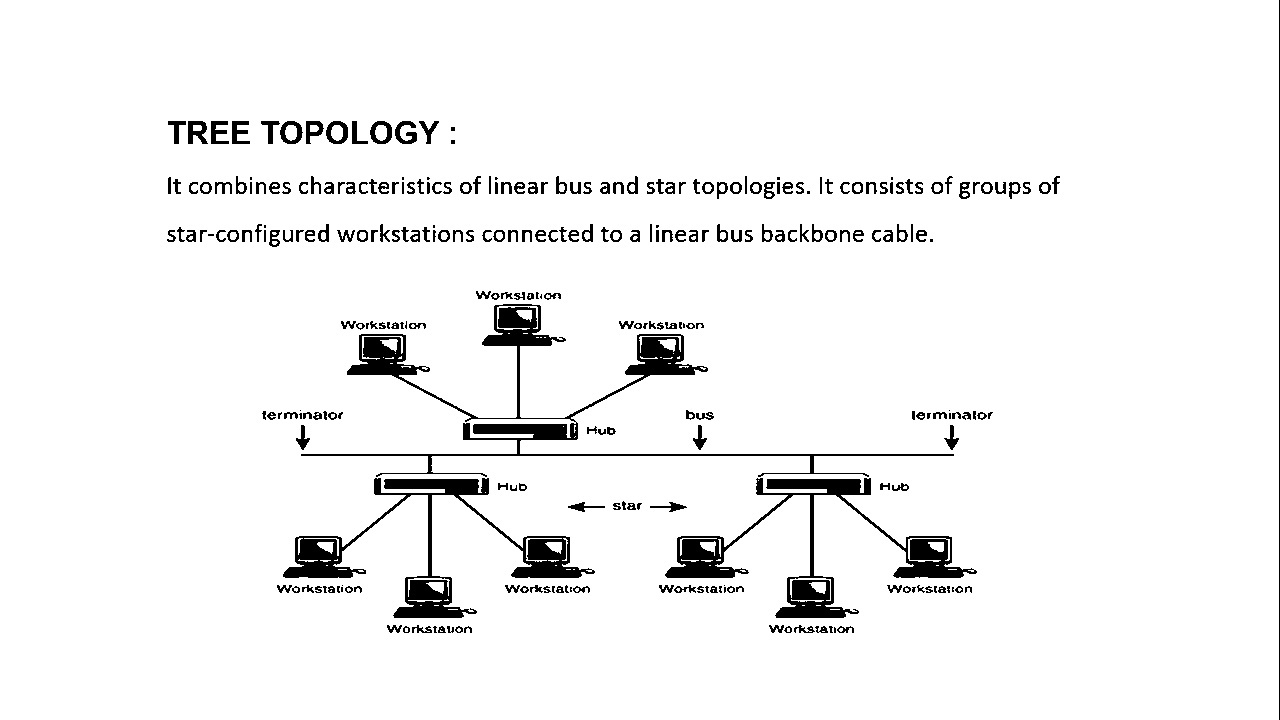 TREE TOPOLOGY :
It combines characteristics of linear bus and star topologies. It consists of groups of
star-configured workstations connected to a linear bus backbone cable.
Workstation
Workstation
Workstation
terminator
bus
terminator
Hub
Hub
star
Hub
Workstation
Workstation
Workstation
Workstation
Workstation
Workstation